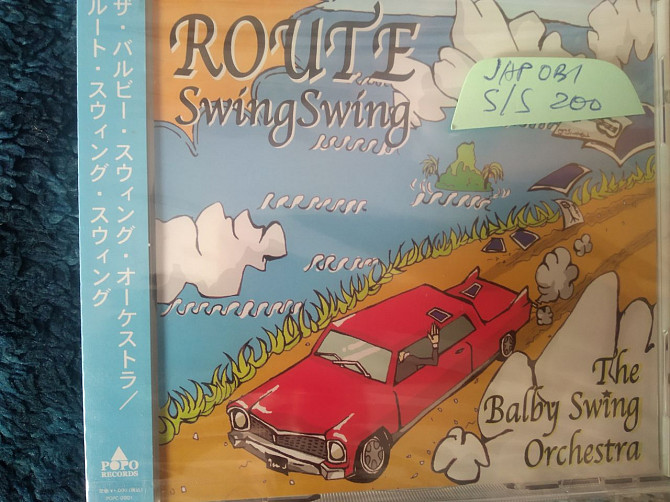 ザ・バルビー・スウィング・オーケストラ／
ルート・スウィング・スウィング
ROUTE
SwingSwing
JAP OBI
S/S 200
The
Balby Swing
Orchestra
POPO
RECORDS